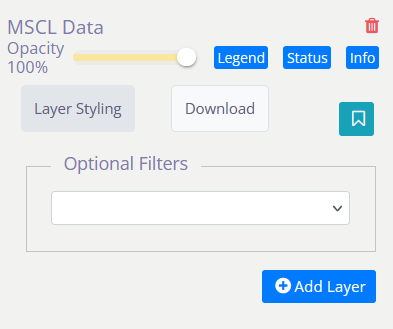 MSCL Data
Opacity
100%
Legend Status Info
Layer Styling Download
Optional Filters
Add Layer